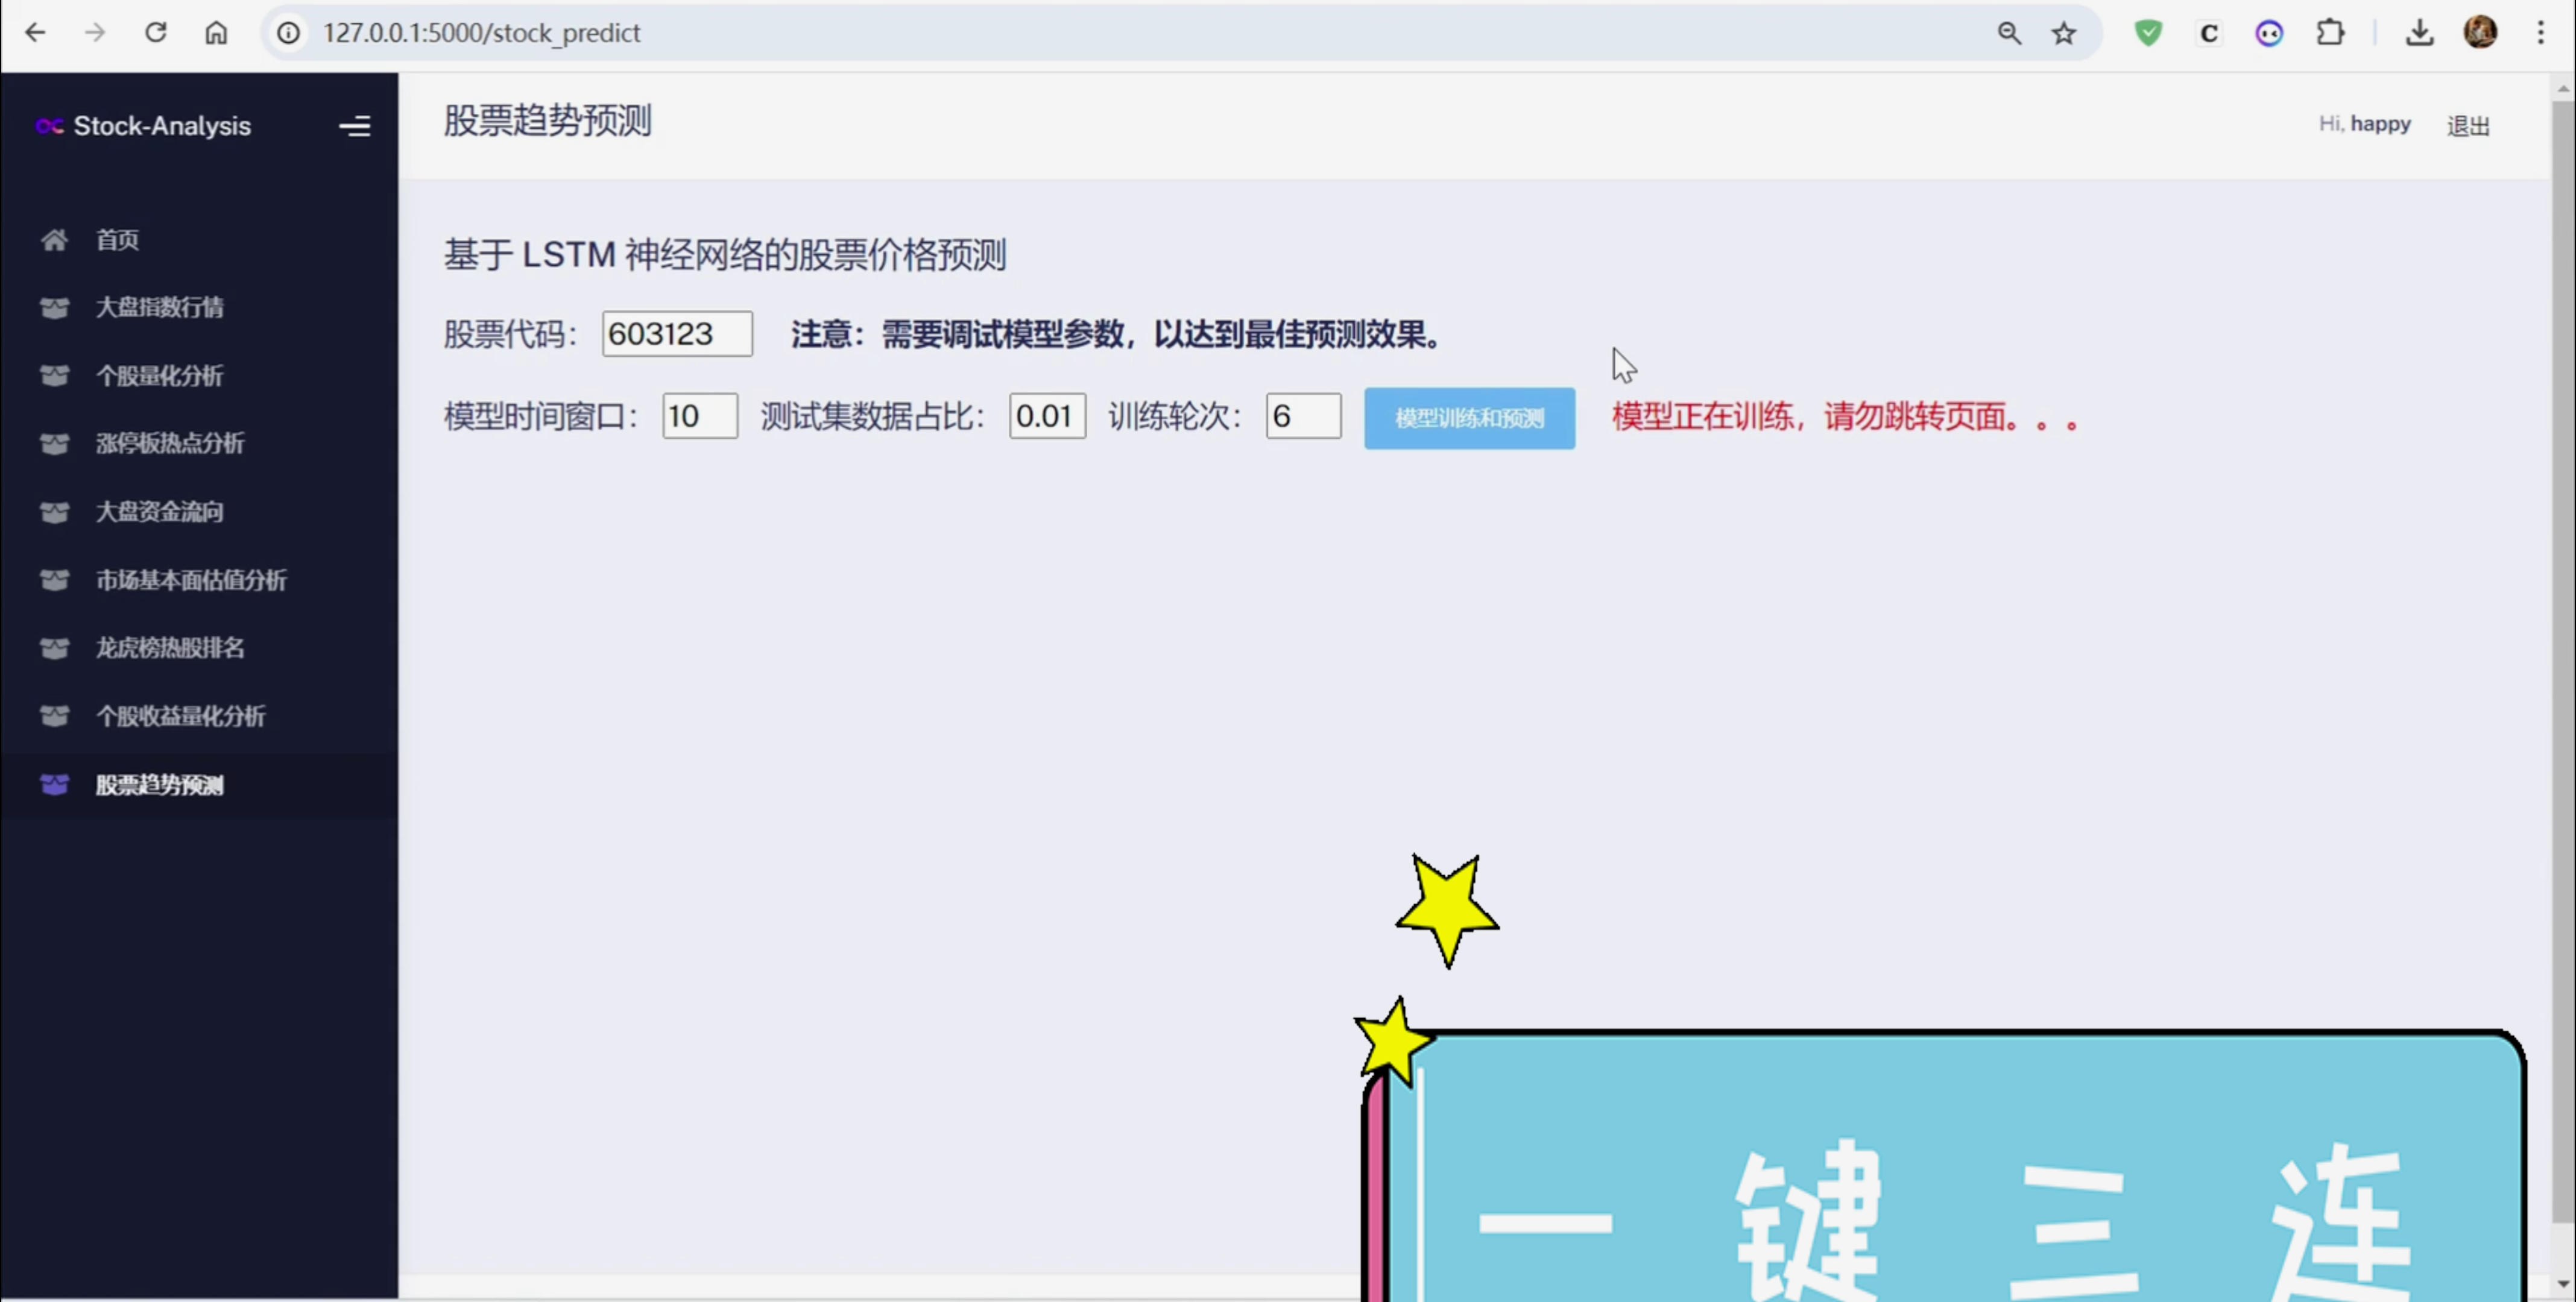 127.0.0.1:5000/stock_predict
Stock-Analysis
股票趋势预测
Hi, happy 退出
首页
大盘指数行情
个股量化分析
涨停板热点分析
大盘资金流向
市场基本面估值分析
龙虎榜热股排名
个股收益量化分析
股票趋势预测
基于 LSTM 神经网络的股票价格预测
股票代码： 603123 注意：需要调试模型参数，以达到最佳预测效果。
模型时间窗口： 10 测试集数据占比： 0.01 训练轮次： 6 模型训练和预测 模型正在训练，请勿跳转页面。。。
一键三连